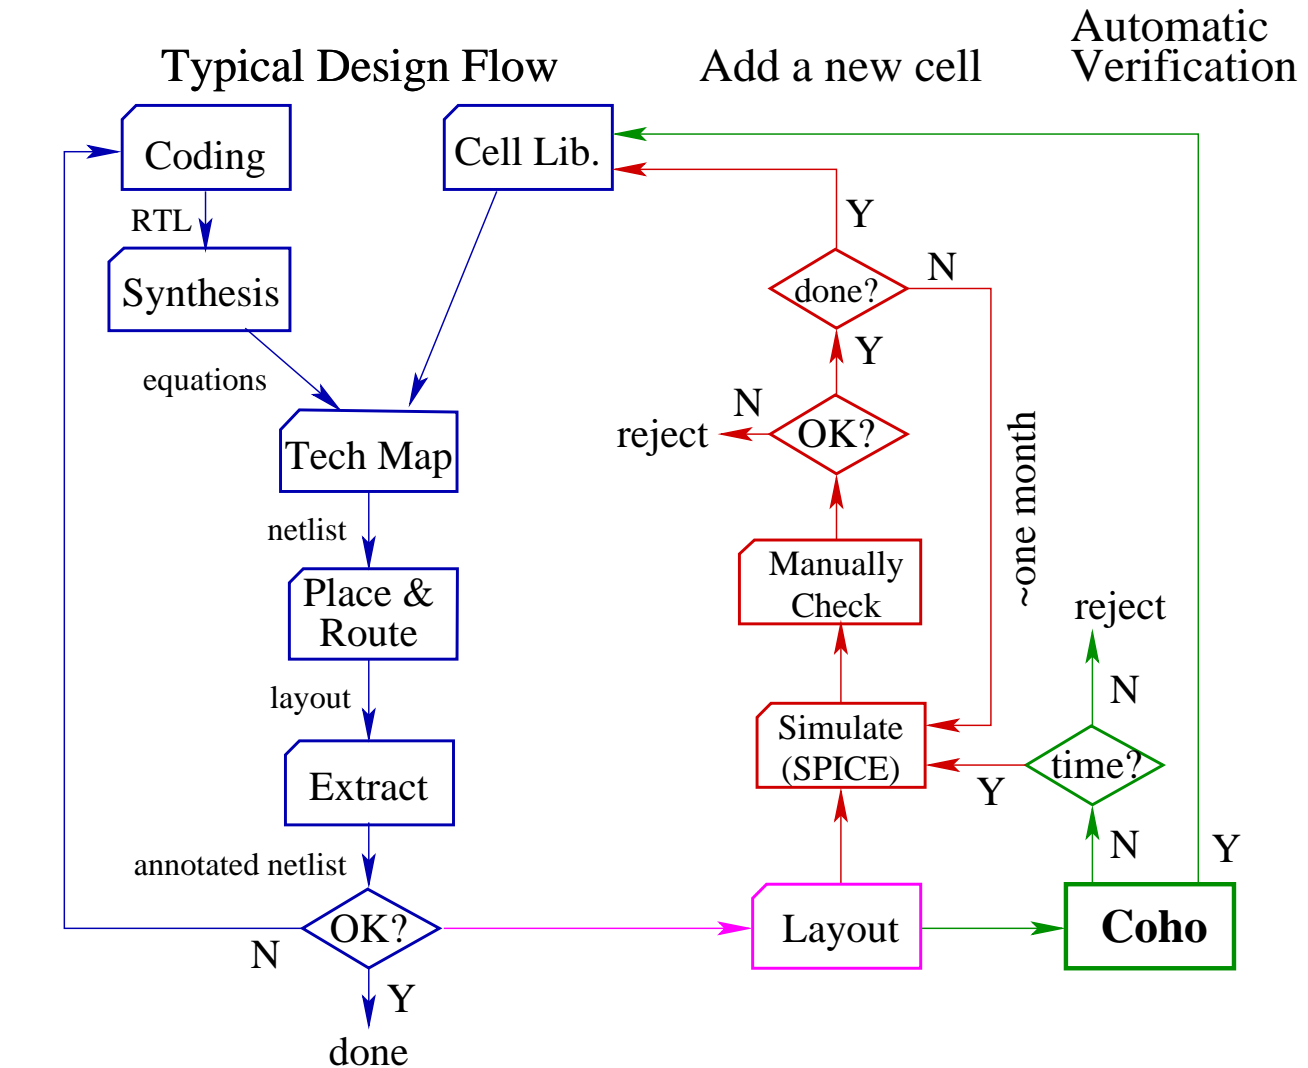 Typical Design Flow
Add a new cell
Automatic
Verification
Coding
Cell Lib.
RTL
Synthesis
equations
Tech Map
netlist
Place &
Route
layout
Extract
annotated netlist
OK?
N
Y
done
Y
done?
N
Y
OK?
N
reject
~one month
Manually
Check
Simulate
(SPICE)
Layout
reject
N
time?
Y
N
Y
Coho